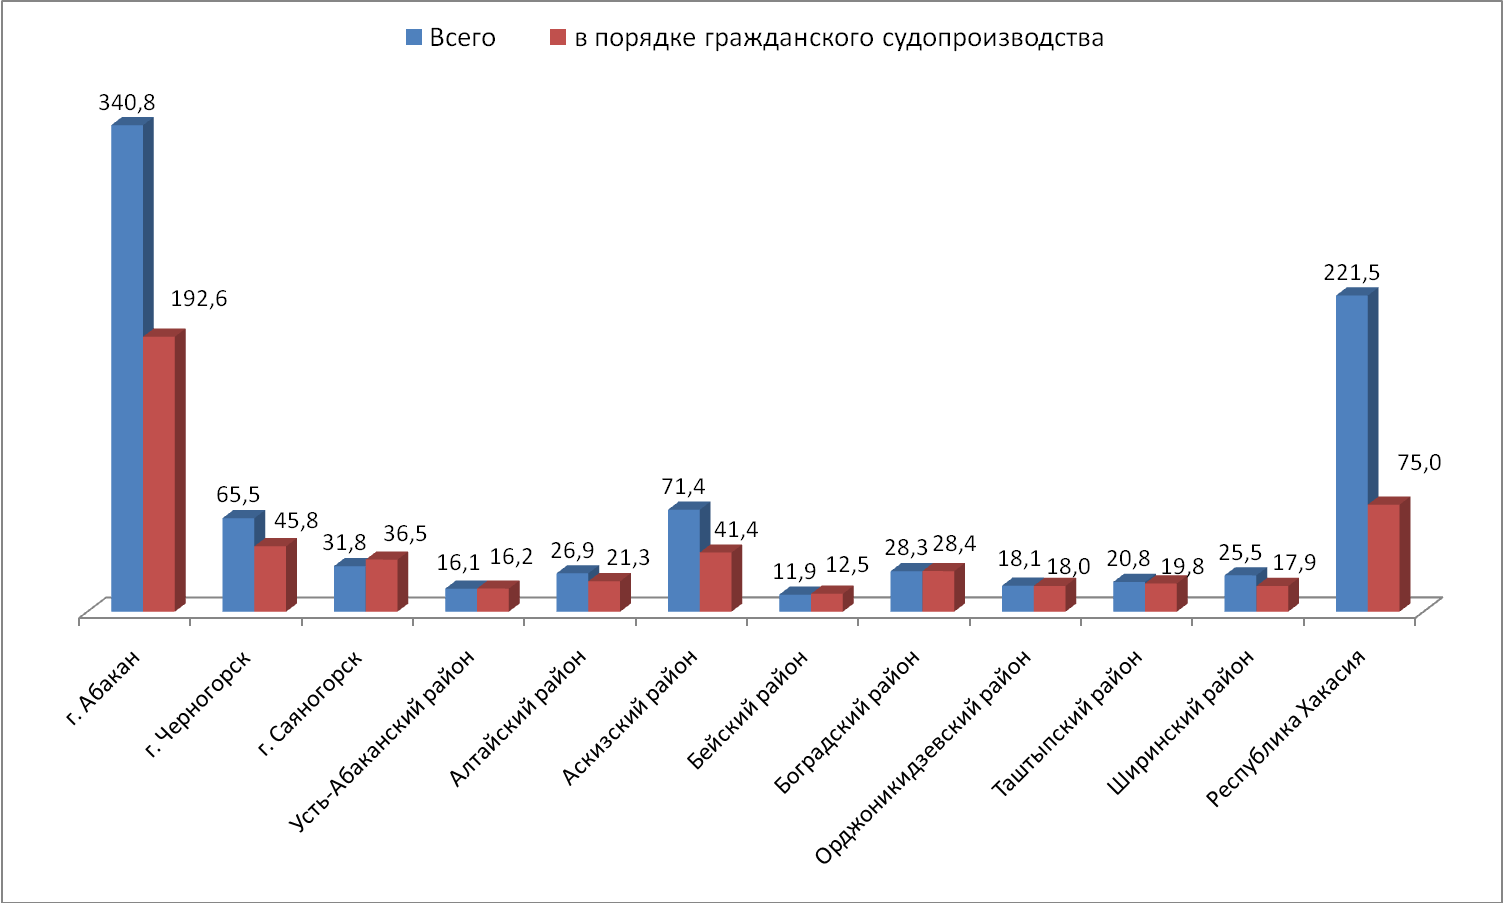 Всего в порядке гражданского судопроизводства
340,8
192,6
65,5
45,8
31,8
36,5
16,1
16,2
26,9
21,3
71,4
41,4
11,9
12,5
28,3
28,4
18,1
18,0
20,8
19,8
25,5
17,9
221,5
75,0
г. Абакан
г. Черногорск
г. Саяногорск
Усть-Абаканский район
Алтайский район
Аскизский район
Бейский район
Боградский район
Орджоникидзевский район
Таштыпский район
Ширинский район
Республика Хакасия